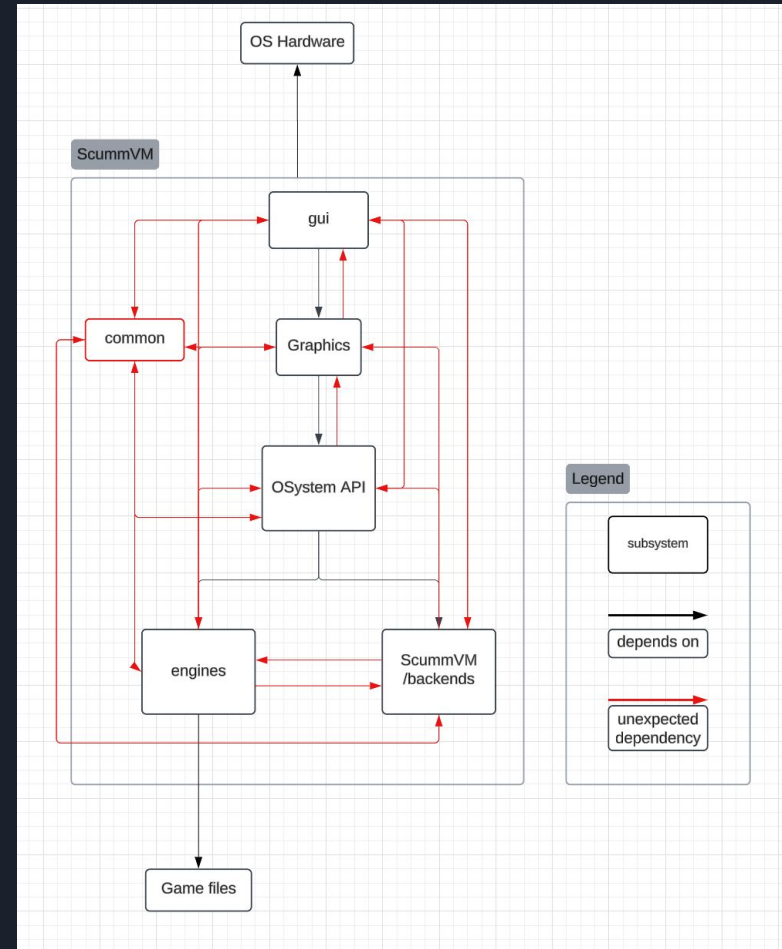 OS Hardware
ScummVM
gui
common
Graphics
OSystem API
engines
ScummVM
/backends
Game files
Legend
subsystem
depends on
unexpected
dependency